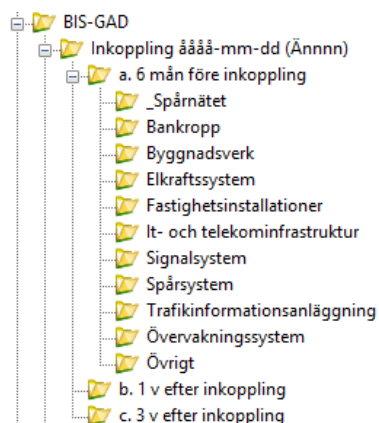 BIS-GAD
Inkoppling åååå-mm-dd (Ännnn)
a. 6 mån före inkoppling
_Spårnätet
Bankropp
Byggnadsverk
Elkraftssystem
Fastighetsinstallationer
It- och telekominfrastruktur
Signalsystem
Spårsystem
Trafikinformationsanläggning
Övervakningssystem
Övrigt
b. 1 v efter inkoppling
c. 3 v efter inkoppling